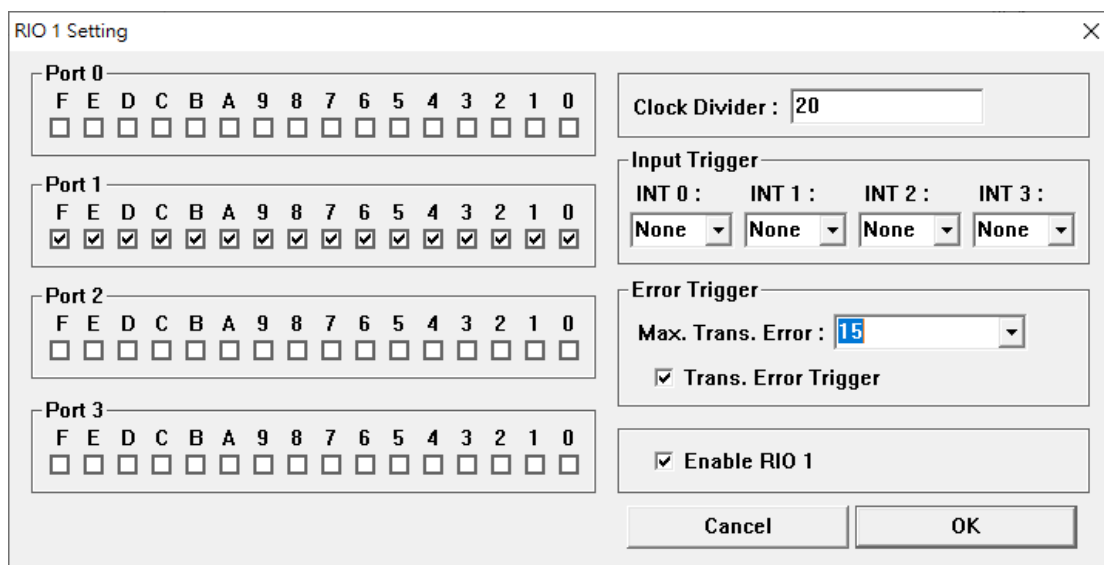 RIO 1 Setting
Port 0
F E D C B A 9 8 7 6 5 4 3 2 1 0
Port 1
F E D C B A 9 8 7 6 5 4 3 2 1 0
Port 2
F E D C B A 9 8 7 6 5 4 3 2 1 0
Port 3
F E D C B A 9 8 7 6 5 4 3 2 1 0
Clock Divider : 20
Input Trigger
INT 0 : INT 1 : INT 2 : INT 3 :
None None None None
Error Trigger
Max. Trans. Error : 15
Trans. Error Trigger
Enable RIO 1
Cancel OK